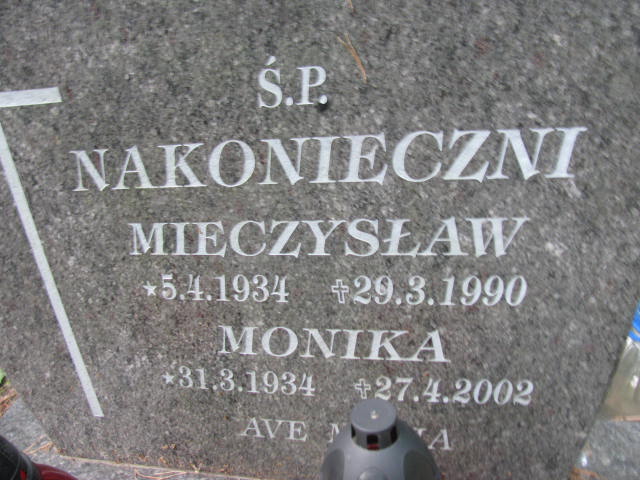 Ś.P.
NAKONIECZNI
MIECZYSŁAW
*5.4.1934 ✝29.3.1990
MONIKA
*31.3.1934 ✝27.4.2002
AVE